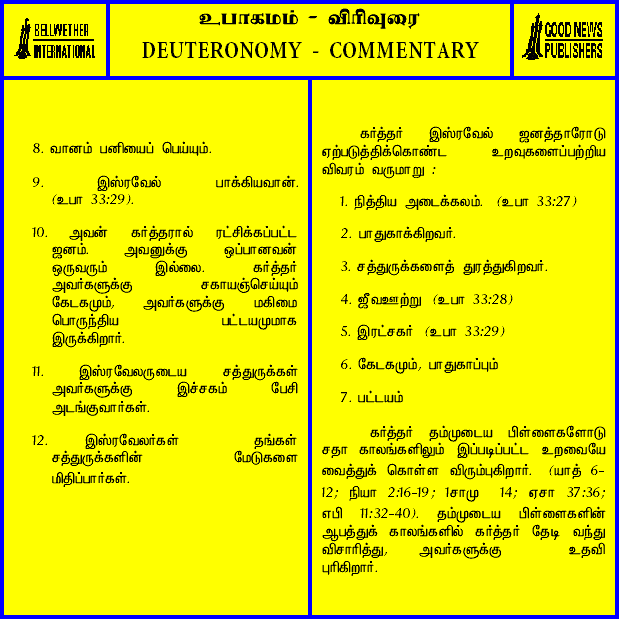 BELLWETHER
INTERNATIONAL
உபாகமம் - விரிவுரை
DEUTERONOMY - COMMENTARY
GOOD NEWS
PUBLISHERS
8. வானம் பனியைப் பெய்யும்.
9. இஸ்ரவேல் பாக்கியவான்.
(உபா 33:29).
10. அவன் கர்த்தரால் ரட்சிக்கப்பட்ட
ஜனம். அவனுக்கு ஒப்பானவன்
ஒருவரும் இல்லை. கர்த்தர்
அவர்களுக்கு சகாயஞ்செய்யும்
கேடகமும், அவர்களுக்கு மகிமை
பொருந்திய பட்டயமுமாக
இருக்கிறார்.
11. இஸ்ரவேலருடைய சத்துருக்கள்
அவர்களுக்கு இச்சகம் பேசி
அடங்குவார்கள்.
12. இஸ்ரவேலர்கள் தங்கள்
சத்துருக்களின் மேடுகளை
மிதிப்பார்கள்.
கர்த்தர் இஸ்ரவேல் ஜனத்தாரோடு
ஏற்படுத்திக்கொண்ட உறவுகளைப்பற்றிய
விவரம் வருமாறு :
1. நித்திய அடைக்கலம். (உபா 33:27)
2. பாதுகாக்கிறவர்.
3. சத்துருக்களைத் துரத்துகிறவர்.
4. ஜீவஊற்று (உபா 33:28)
5. இரட்சகர் (உபா 33:29)
6. கேடகமும், பாதுகாப்பும்
7. பட்டயம்
கர்த்தர் தம்முடைய பிள்ளைகளோடு
சதா காலங்களிலும் இப்படிப்பட்ட உறவையே
வைத்துக் கொள்ள விரும்புகிறார். (யாத் 6-
12; நியா 2:16-19; 1சாமு 14; ஏசா 37:36;
எபி 11:32-40). தம்முடைய பிள்ளைகளின்
ஆபத்துக் காலங்களில் கர்த்தர் தேடி வந்து
விசாரித்து, அவர்களுக்கு உதவி
புரிகிறார்.